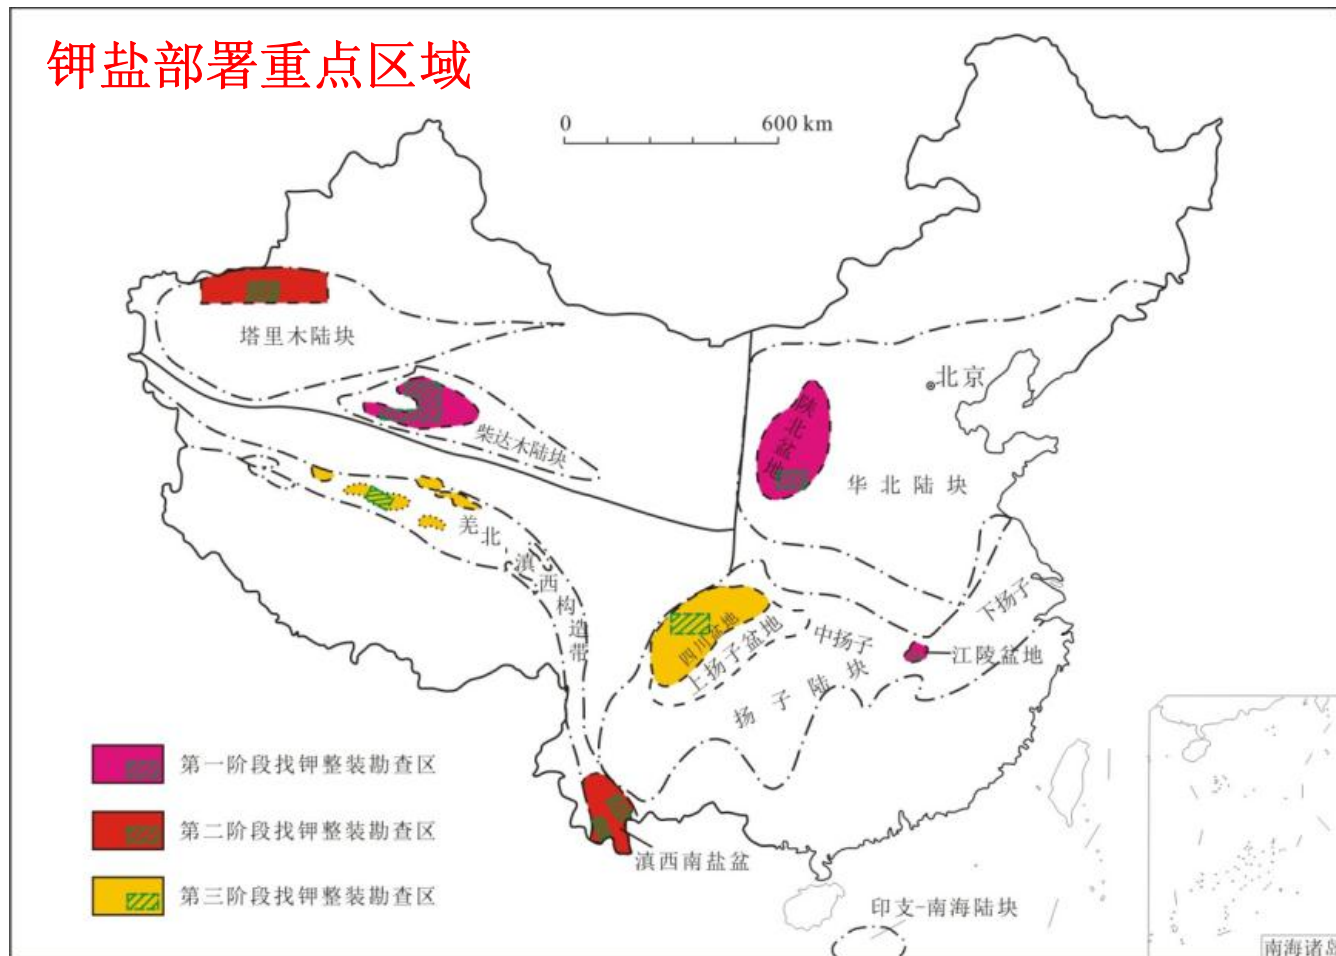 钾盐部署重点区域
0 600 km
塔里木陆块
北京
柴达木陆块
陕北盆地
华北陆块
羌北
滇西构造带
下扬子
四川盆地
上扬子盆地
中扬子
江陵盆地
扬子陆块
第一阶段找钾整装勘查区
第二阶段找钾整装勘查区
滇西南盐盆
第三阶段找钾整装勘查区
印支-南海陆块
南海诸岛